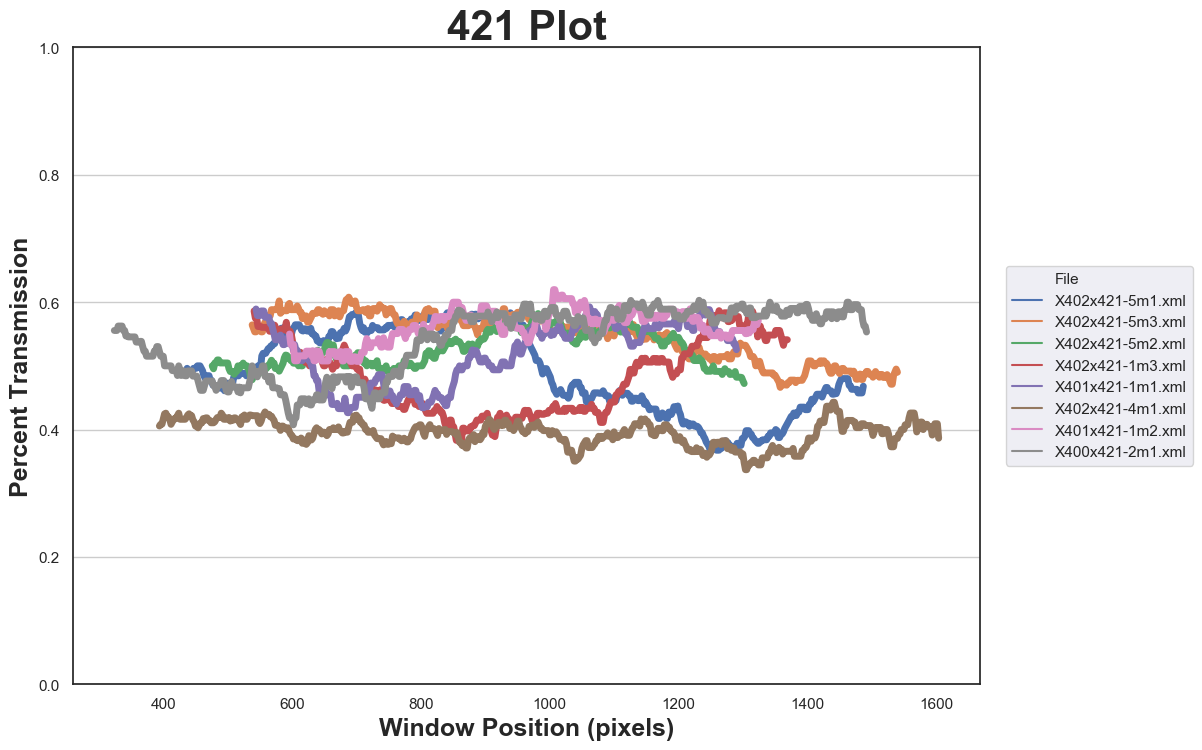 421 Plot
1.0
0.8
0.6
0.4
0.2
0.0
Percent Transmission
400 600 800 1000 1200 1400 1600
Window Position (pixels)
File
X402x421-5m1.xml
X402x421-5m3.xml
X402x421-5m2.xml
X402x421-1m3.xml
X401x421-1m1.xml
X402x421-4m1.xml
X401x421-1m2.xml
X400x421-2m1.xml